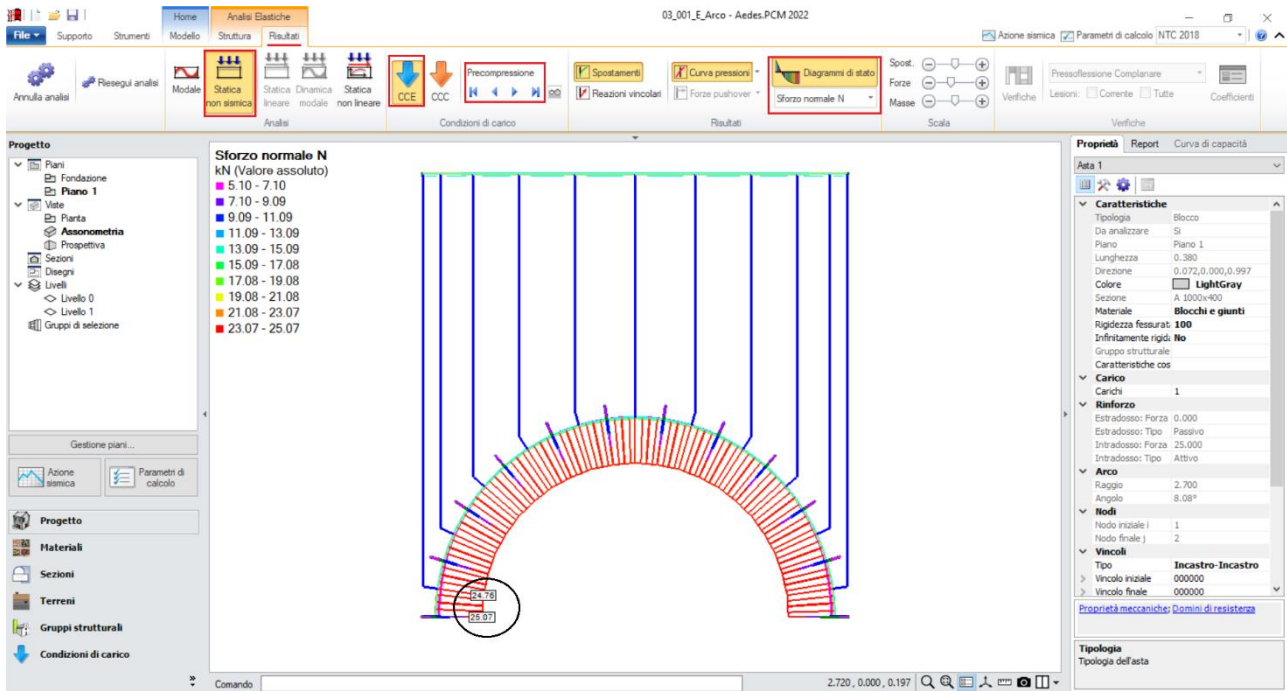 03_001_E_Arco - Aedes.PCM 2022
Home Analisi Elastiche
File Supporto Strumenti Modello Struttura Risultati Azione sismica Parametri di calcolo NTC 2018
Annulla analisi
Riesegui analisi
Modale
Statica non sismica
Statica lineare
Dinamica modale
Statica non lineare
Analisi
CCE
CCC
Precompressione
Condizioni di carico
Spostamenti
Reazioni vincolari
Curva pressioni
Forze pushover
Diagrammi di stato
Sforzo normale N
Risultati
Spost.
Forze
Masse
Scala
Verifiche
Pressoflessione Complanare
Lesioni: Corrente Tutte
Coefficienti
Verifiche
Progetto
Piani
Fondazione
Piano 1
Viste
Pianta
Assonometria
Prospettiva
Sezioni
Disegni
Livelli
Livello 0
Livello 1
Gruppi di selezione
Gestione piani...
Azione sismica
Parametri di calcolo
Progetto
Materiali
Sezioni
Terreni
Gruppi strutturali
Condizioni di carico
Sforzo normale N
kN (Valore assoluto)
5.10 - 7.10
7.10 - 9.09
9.09 - 11.09
11.09 - 13.09
13.09 - 15.09
15.09 - 17.08
17.08 - 19.08
19.08 - 21.08
21.08 - 23.07
23.07 - 25.07
24.76
25.07
Comando
2.720 , 0.000 , 0.197
Proprietà Report Curva di capacità
Asta 1
Caratteristiche
Tipologia Blocco
Da analizzare Sì
Piano Piano 1
Lunghezza 0.380
Direzione 0.072,0.000,0.997
Colore LightGray
Sezione A 1000x400
Materiale Blocchi e giunti
Rigidezza fessurat. 100
Infinitamente rigida No
Gruppo strutturale
Caratteristiche cos
Carico
Carichi 1
Rinforzo
Estradosso: Forza 0.000
Estradosso: Tipo Passivo
Intradosso: Forza 25.000
Intradosso: Tipo Attivo
Arco
Raggio 2.700
Angolo 8.08°
Nodi
Nodo iniziale i 1
Nodo finale j 2
Vincoli
Tipo Incastro-Incastro
Vincolo iniziale 000000
Vincolo finale 000000
Proprietà meccaniche; Domini di resistenza
Tipologia
Tipologia dell'asta